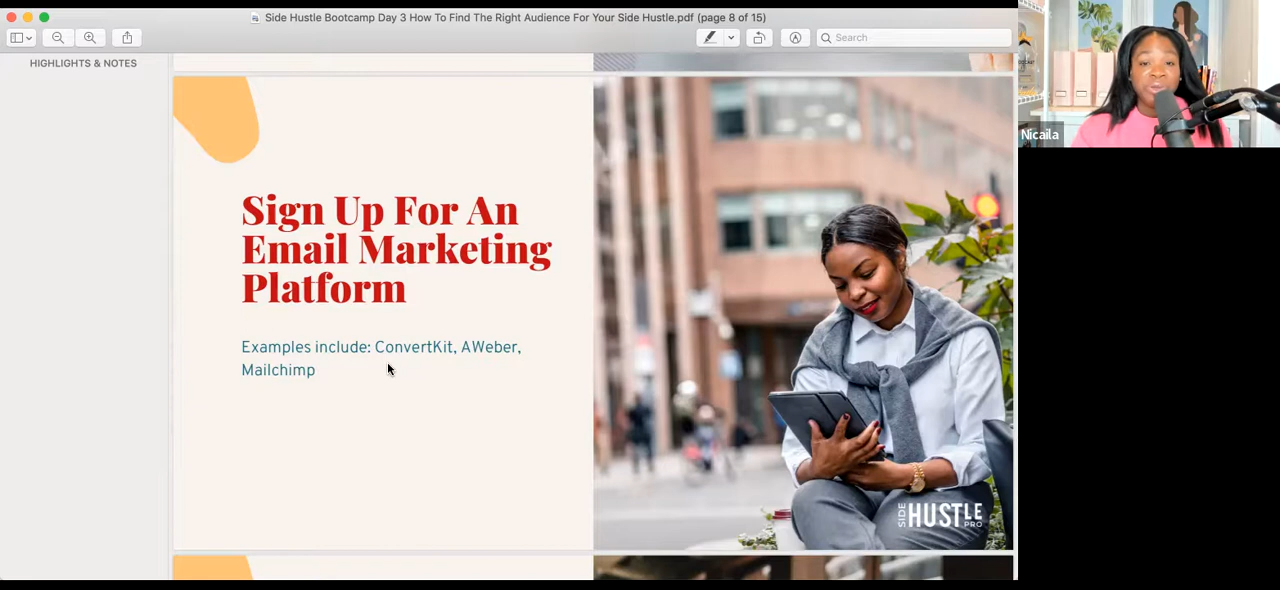 Side Hustle Bootcamp Day 3 How To Find The Right Audience For Your Side Hustle.pdf (page 8 of 15)
Search
HIGHLIGHTS & NOTES
Nicaila
Sign Up For An
Email Marketing
Platform
Examples include: ConvertKit, AWeber,
Mailchimp
SIDE HUSTLE PRO